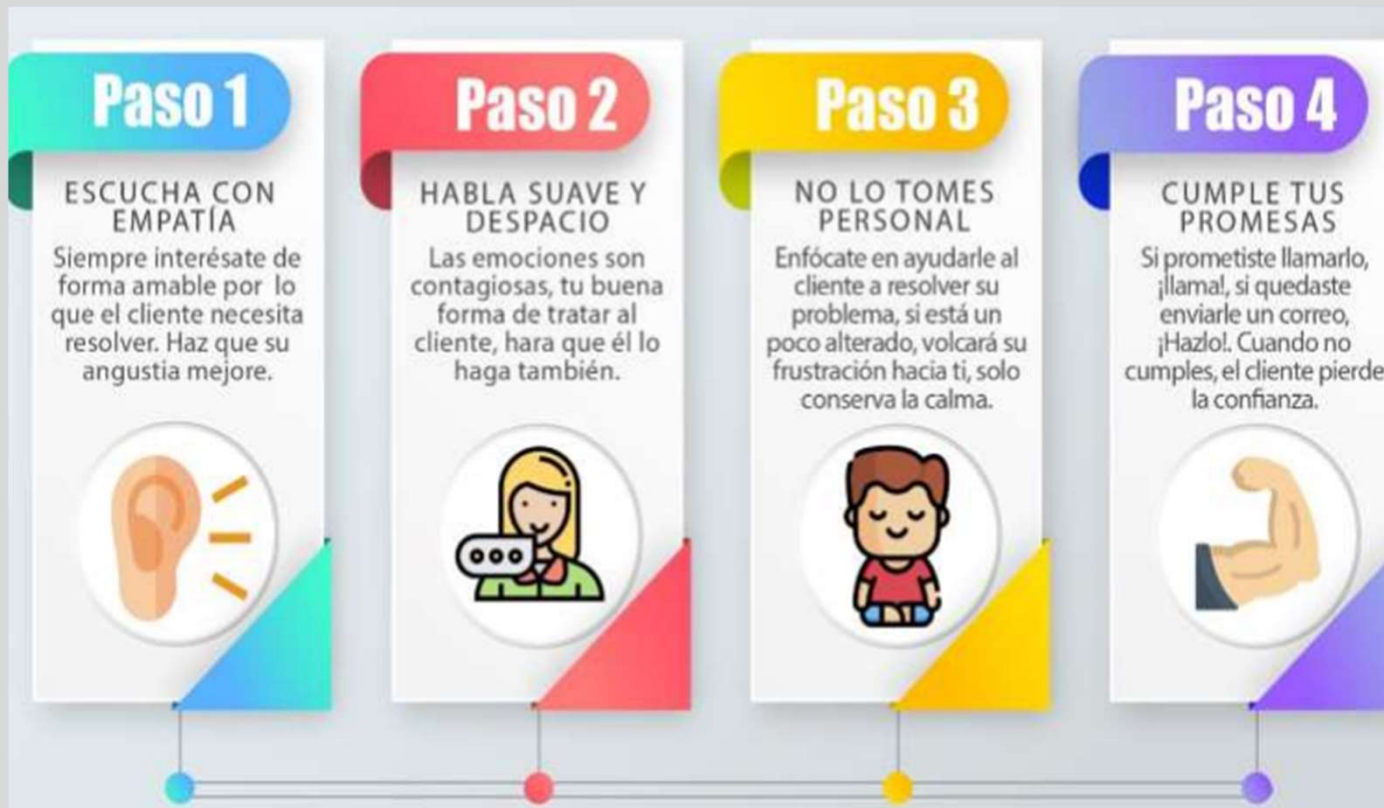 Paso 1
ESCUCHA CON
EMPATÍA
Siempre interésate de
forma amable por lo
que el cliente necesita
resolver. Haz que su
angustia mejore.
Paso 2
HABLA SUAVE Y
DESPACIO
Las emociones son
contagiosas, tu buena
forma de tratar al
cliente, hara que él lo
haga también.
Paso 3
NO LO TOMES
PERSONAL
Enfócate en ayudarle al
cliente a resolver su
problema, si está un
poco alterado, volcará su
frustración hacia ti, solo
conserva la calma.
Paso 4
CUMPLE TUS
PROMESAS
Si prometiste llamarlo,
¡llama!, si quedaste
enviarle un correo,
¡Hazlo!. Cuando no
cumples, el cliente pierde
la confianza.